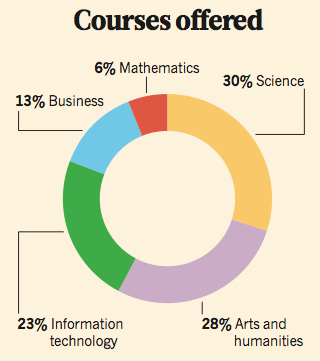 Courses offered
6% Mathematics
30% Science
13% Business
23% Information
technology
28% Arts and
humanities